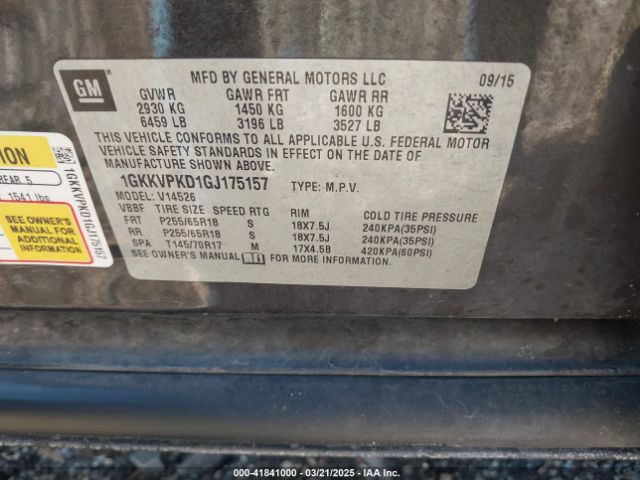 GM
MFD BY GENERAL MOTORS LLC 09/15
GVWR GAWR FRT GAWR RR
2930 KG 1450 KG 1600 KG
6459 LB 3196 LB 3527 LB
THIS VEHICLE CONFORMS TO ALL APPLICABLE U.S. FEDERAL MOTOR
VEHICLE SAFETY STANDARDS IN EFFECT ON THE DATE OF
MANUFACTURE SHOWN ABOVE.
1GKKVPKD1GJ175157 TYPE: M.P.V.
MODEL: V14526
VBBF TIRE SIZE SPEED RTG RIM COLD TIRE PRESSURE
FRT P255/65R18 S 18X7.5J 240KPA(35PSI)
RR P255/65R18 S 18X7.5J 240KPA(35PSI)
SPA T145/70R17 M 17X4.5B 420KPA(60PSI)
SEE OWNER'S MANUAL FOR MORE INFORMATION.
REAR 5
1541 lbs.
SEE OWNER'S
MANUAL FOR
ADDITIONAL
INFORMATION
1GKKVPKD1GJ175157
00-41841000 — 03/21/2025 — IAA Inc.